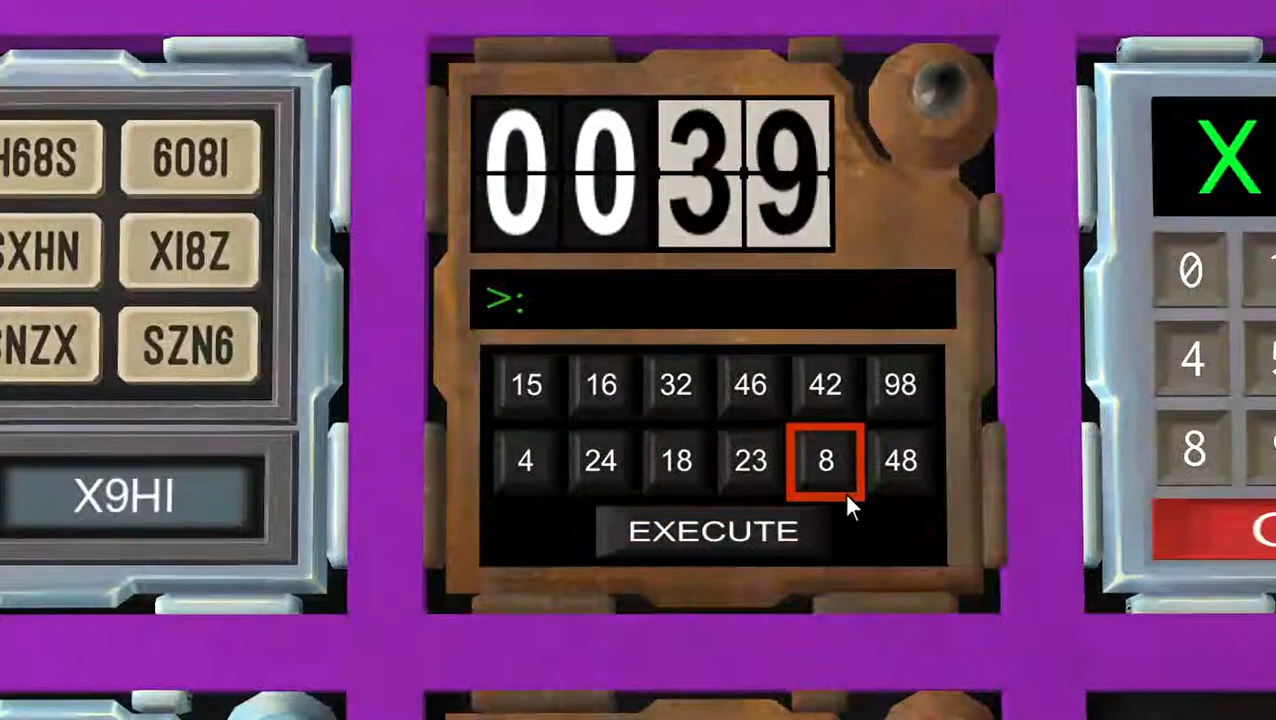 H68S 608I
SXHN XI8Z
NZX SZN6
X9HI
0039
>:
15 16 32 46 42 98
4 24 18 23 8 48
EXECUTE
X
0
4
8